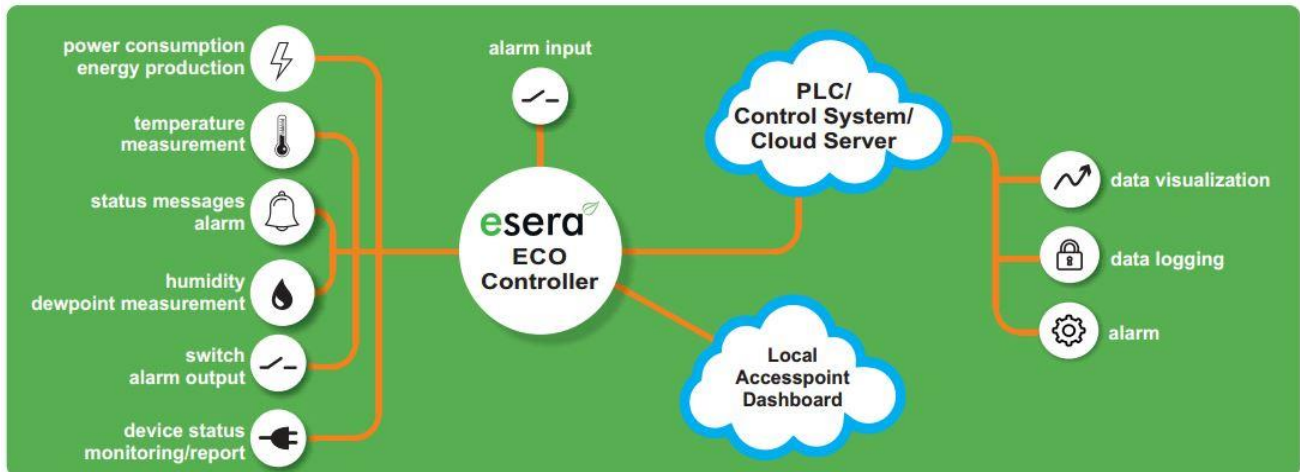 power consumption
energy production
temperature
measurement
status messages
alarm
humidity
dewpoint measurement
switch
alarm output
device status
monitoring/report
alarm input
esera
ECO
Controller
PLC/
Control System/
Cloud Server
Local
Accesspoint
Dashboard
data visualization
data logging
alarm